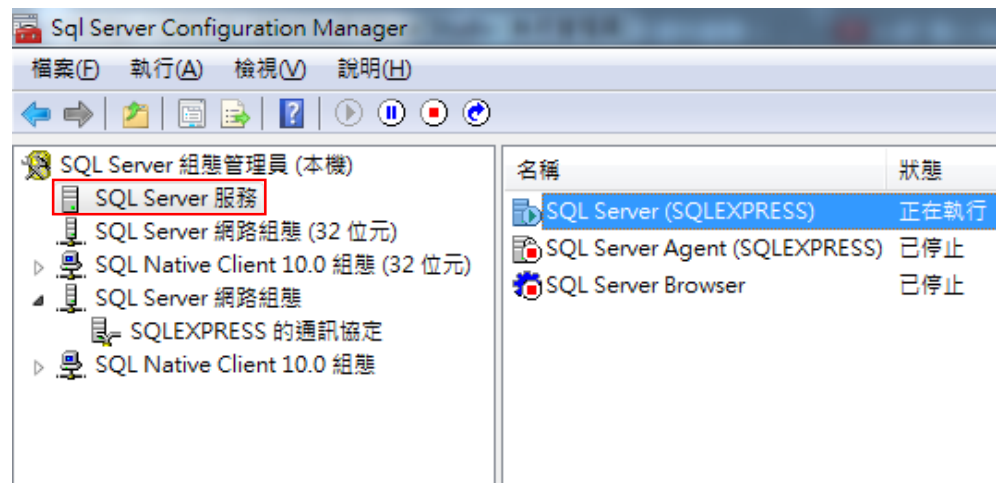 Sql Server Configuration Manager
檔案(F) 執行(A) 檢視(V) 說明(H)
SQL Server 組態管理員 (本機)
SQL Server 服務
SQL Server 網路組態 (32 位元)
SQL Native Client 10.0 組態 (32 位元)
SQL Server 網路組態
SQLEXPRESS 的通訊協定
SQL Native Client 10.0 組態
名稱 狀態
SQL Server (SQLEXPRESS) 正在執行
SQL Server Agent (SQLEXPRESS) 已停止
SQL Server Browser 已停止